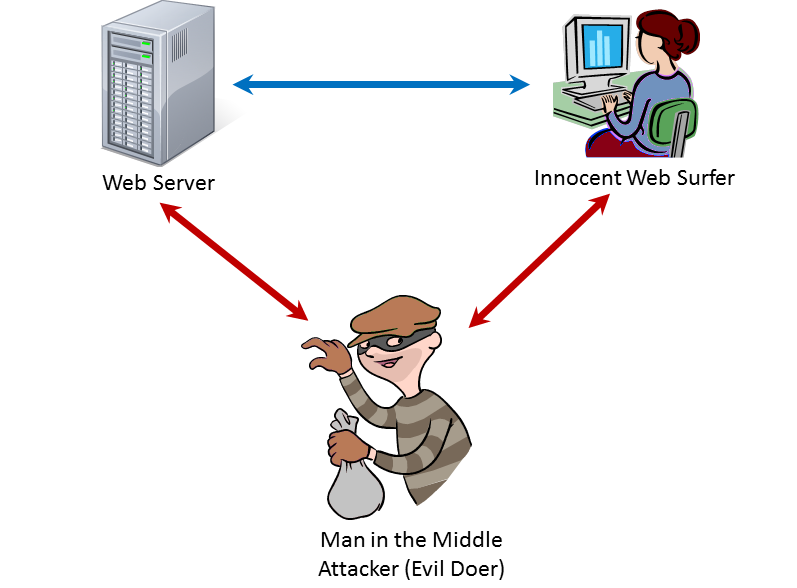 Web Server
Innocent Web Surfer
Man in the Middle
Attacker (Evil Doer)